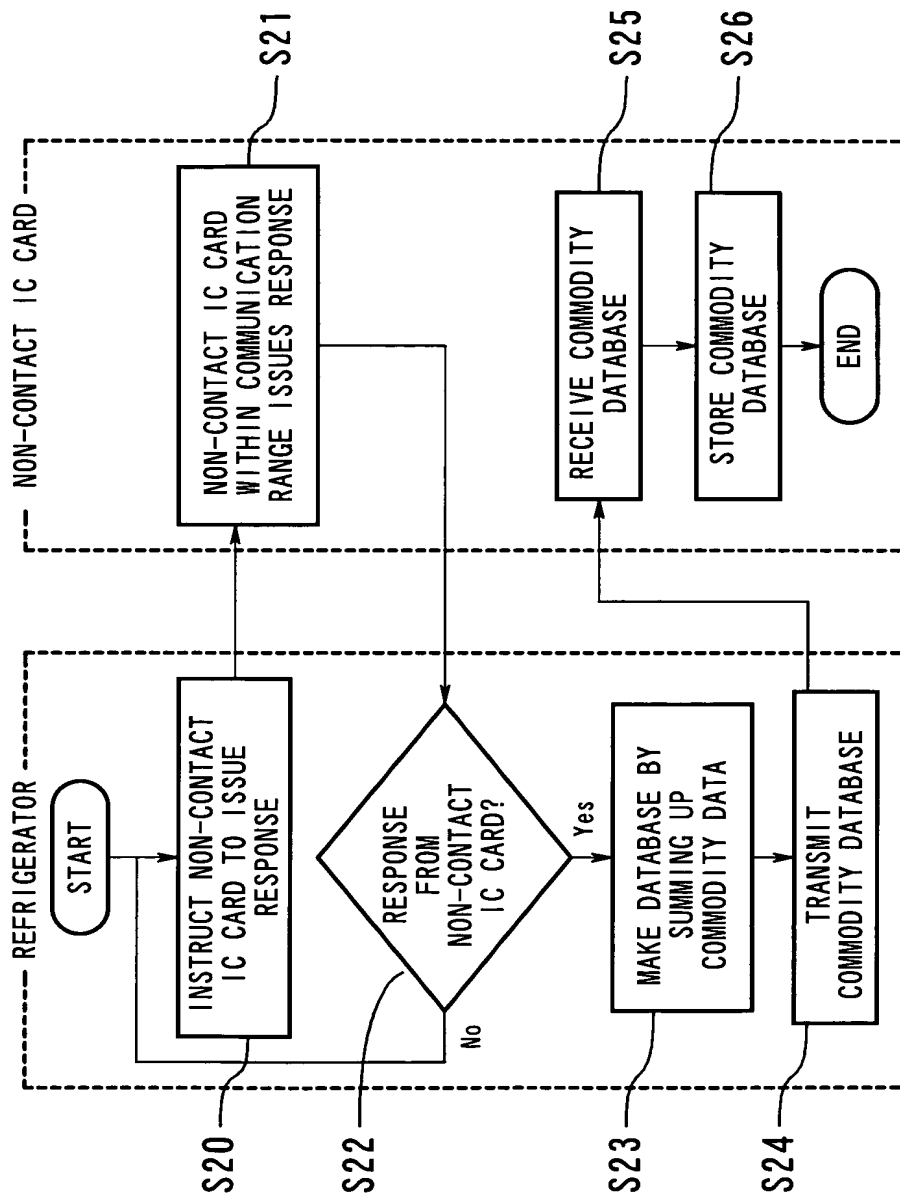 REFRIGERATOR
START
INSTRUCT NON-CONTACT
IC CARD TO ISSUE
RESPONSE
S20
RESPONSE
FROM
NON-CONTACT
IC CARD?
S22
No
Yes
MAKE DATABASE BY
SUMMING UP
COMMODITY DATA
S23
TRANSMIT
COMMODITY DATABASE
S24
NON-CONTACT IC CARD
NON-CONTACT IC CARD
WITHIN COMMUNICATION
RANGE ISSUES RESPONSE
S21
RECEIVE COMMODITY
DATABASE
S25
STORE COMMODITY
DATABASE
S26
END